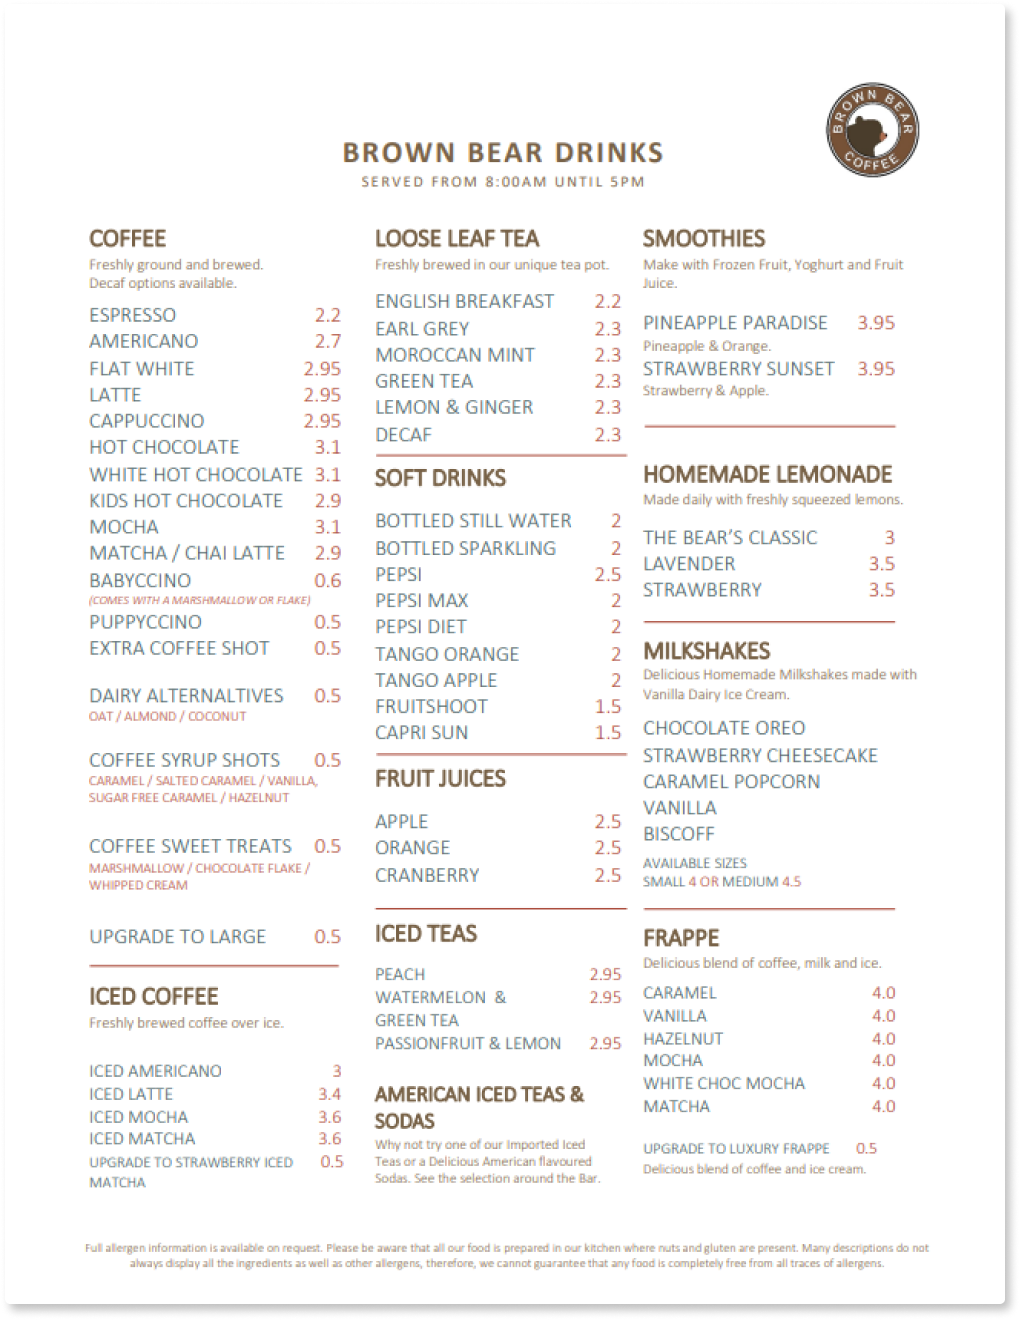 BROWN BEAR
COFFEE
BROWN BEAR DRINKS
SERVED FROM 8:00AM UNTIL 5PM
COFFEE
Freshly ground and brewed.
Decaf options available.
ESPRESSO 2.2
AMERICANO 2.7
FLAT WHITE 2.95
LATTE 2.95
CAPPUCCINO 2.95
HOT CHOCOLATE 3.1
WHITE HOT CHOCOLATE 3.1
KIDS HOT CHOCOLATE 2.9
MOCHA 3.1
MATCHA / CHAI LATTE 2.9
BABYCCINO 0.6
(COMES WITH A MARSHMALLOW OR FLAKE)
PUPPYCCINO 0.5
EXTRA COFFEE SHOT 0.5
DAIRY ALTERNALTIVES 0.5
OAT / ALMOND / COCONUT
COFFEE SYRUP SHOTS 0.5
CARAMEL / SALTED CARAMEL / VANILLA,
SUGAR FREE CARAMEL / HAZELNUT
COFFEE SWEET TREATS 0.5
MARSHMALLOW / CHOCOLATE FLAKE /
WHIPPED CREAM
UPGRADE TO LARGE 0.5
ICED COFFEE
Freshly brewed coffee over ice.
ICED AMERICANO 3
ICED LATTE 3.4
ICED MOCHA 3.6
ICED MATCHA 3.6
UPGRADE TO STRAWBERRY ICED 0.5
MATCHA
LOOSE LEAF TEA
Freshly brewed in our unique tea pot.
ENGLISH BREAKFAST 2.2
EARL GREY 2.3
MOROCCAN MINT 2.3
GREEN TEA 2.3
LEMON & GINGER 2.3
DECAF 2.3
SOFT DRINKS
BOTTLED STILL WATER 2
BOTTLED SPARKLING 2
PEPSI 2.5
PEPSI MAX 2
PEPSI DIET 2
TANGO ORANGE 2
TANGO APPLE 2
FRUITSHOOT 1.5
CAPRI SUN 1.5
FRUIT JUICES
APPLE 2.5
ORANGE 2.5
CRANBERRY 2.5
ICED TEAS
PEACH 2.95
WATERMELON & 2.95
GREEN TEA
PASSIONFRUIT & LEMON 2.95
AMERICAN ICED TEAS &
SODAS
Why not try one of our Imported Iced
Teas or a Delicious American flavoured
Sodas. See the selection around the Bar.
SMOOTHIES
Make with Frozen Fruit, Yoghurt and Fruit
Juice.
PINEAPPLE PARADISE 3.95
Pineapple & Orange.
STRAWBERRY SUNSET 3.95
Strawberry & Apple.
HOMEMADE LEMONADE
Made daily with freshly squeezed lemons.
THE BEAR'S CLASSIC 3
LAVENDER 3.5
STRAWBERRY 3.5
MILKSHAKES
Delicious Homemade Milkshakes made with
Vanilla Dairy Ice Cream.
CHOCOLATE OREO
STRAWBERRY CHEESECAKE
CARAMEL POPCORN
VANILLA
BISCOFF
AVAILABLE SIZES
SMALL 4 OR MEDIUM 4.5
FRAPPE
Delicious blend of coffee, milk and ice.
CARAMEL 4.0
VANILLA 4.0
HAZELNUT 4.0
MOCHA 4.0
WHITE CHOC MOCHA 4.0
MATCHA 4.0
UPGRADE TO LUXURY FRAPPE 0.5
Delicious blend of coffee and ice cream.
Full allergen information is available on request. Please be aware that all our food is prepared in our kitchen where nuts and gluten are present. Many descriptions do not
always display all the ingredients as well as other allergens, therefore, we cannot guarantee that any food is completely free from all traces of allergens.